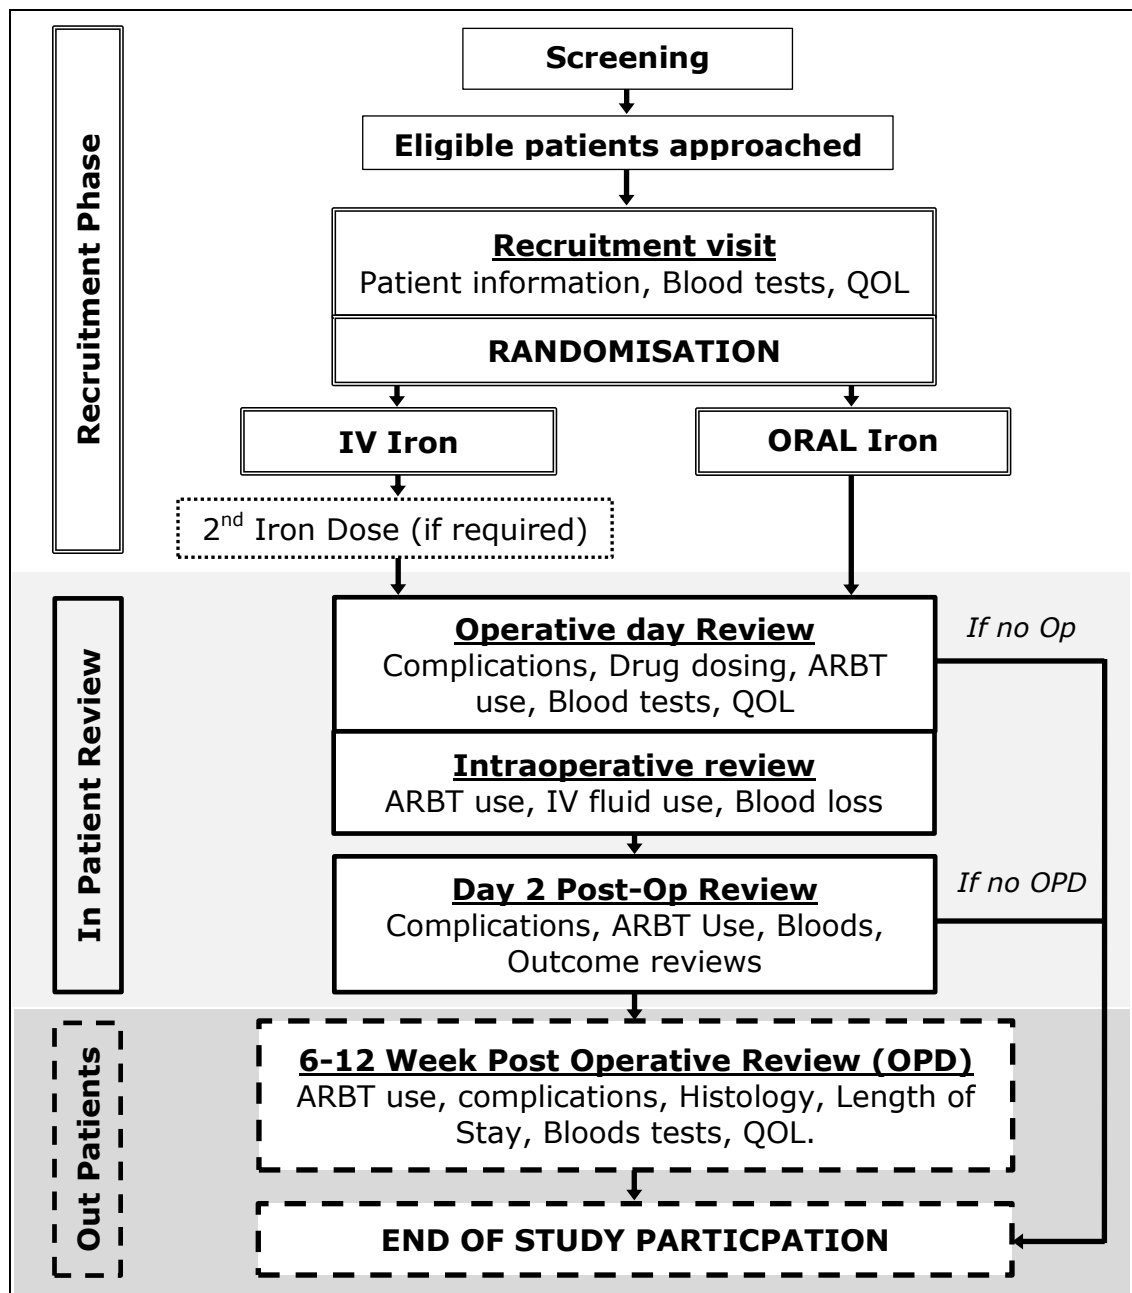 Recruitment Phase
Screening
Eligible patients approached
Recruitment visit
Patient information, Blood tests, QOL
RANDOMISATION
IV Iron
ORAL Iron
2nd Iron Dose (if required)
In Patient Review
Operative day Review
Complications, Drug dosing, ARBT
use, Blood tests, QOL
If no Op
Intraoperative review
ARBT use, IV fluid use, Blood loss
Day 2 Post-Op Review
Complications, ARBT Use, Bloods,
Outcome reviews
If no OPD
Out Patients
6-12 Week Post Operative Review (OPD)
ARBT use, complications, Histology, Length of
Stay, Bloods tests, QOL.
END OF STUDY PARTICPATION